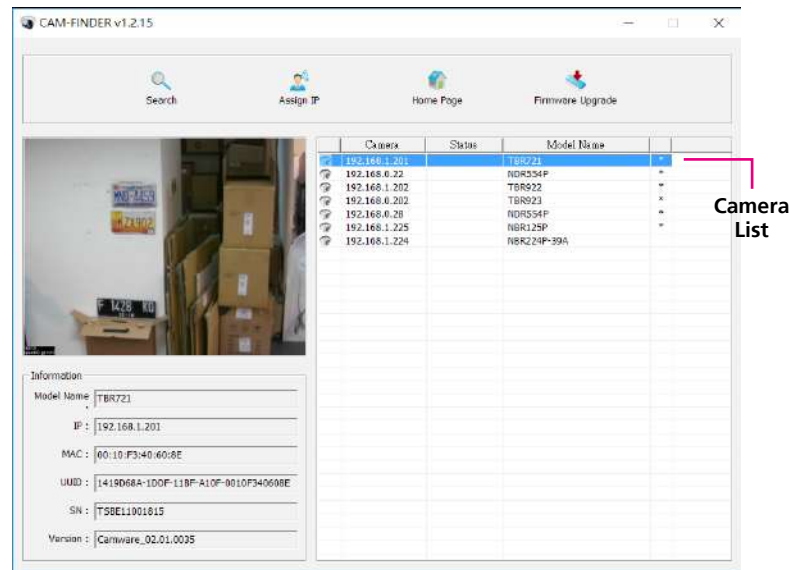 CAM-FINDER v1.2.15
Search
Assign IP
Home Page
Firmware Upgrade
Camera Status Model Name
192.168.1.201 TBR721 *
192.168.0.22 NDR554P *
192.168.1.202 TBR922 *
192.168.0.202 TBR923 *
192.168.0.28 NDR554P *
192.168.1.225 NBR125P *
192.168.1.224 NBR224P-39A
Camera
List
F 1428 KO
Information
Model Name : TBR721
IP : 192.168.1.201
MAC : 00:10:F3:40:60:8E
UUID : 1419D68A-1DDF-11BF-A10F-0010F340608E
SN : TSBE11001815
Version : Camware_02.01.0035